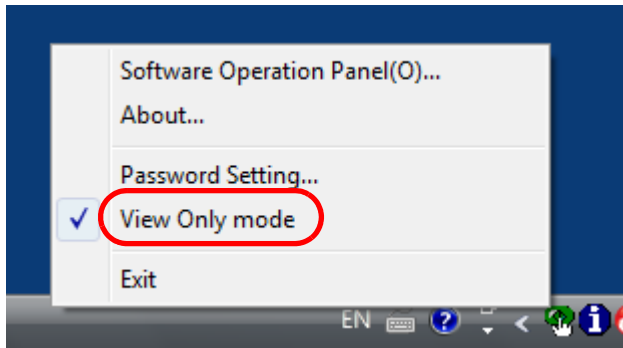 Software Operation Panel(O)...
About...
Password Setting...
View Only mode
Exit
EN